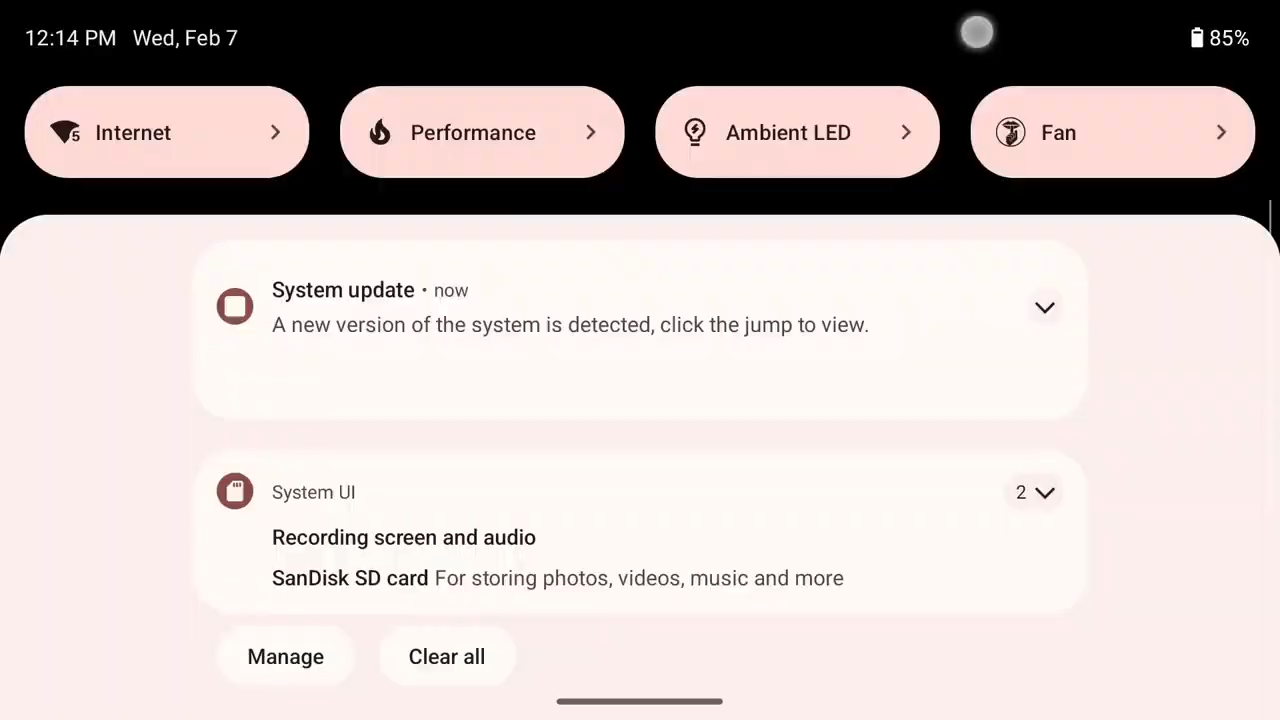 12:14 PM Wed, Feb 7 85%
5 Internet Performance Ambient LED Fan
System update • now
A new version of the system is detected, click the jump to view.
System UI 2
Recording screen and audio
SanDisk SD card For storing photos, videos, music and more
Manage Clear all